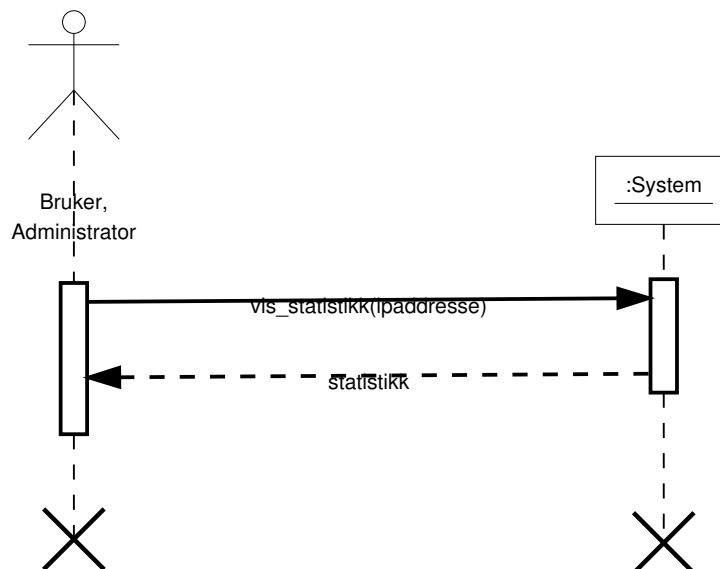 :System
Bruker,
Administrator
vis_statistikk(ipaddresse)
statistikk